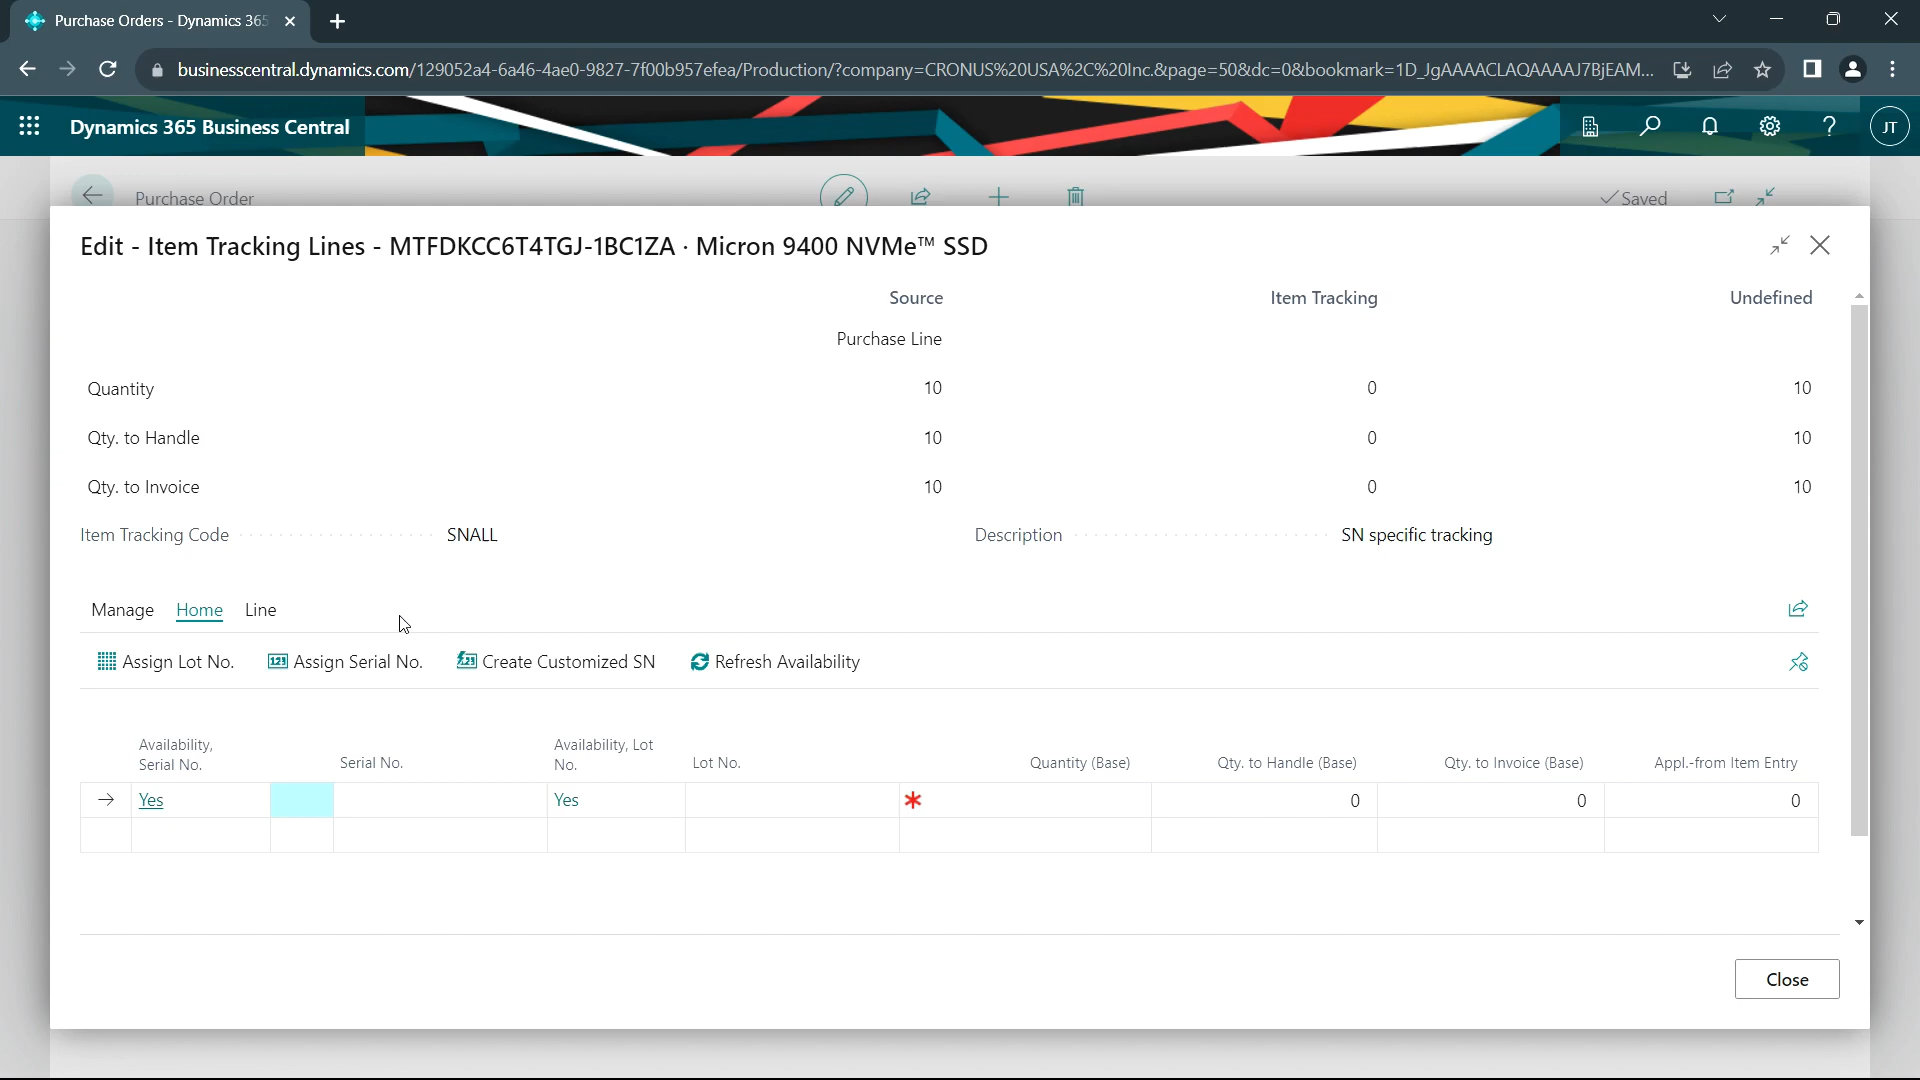 Purchase Orders - Dynamics 365
businesscentral.dynamics.com/129052a4-6a46-4ae0-9827-7f00b957efea/Production/?company=CRONUS%20USA%2C%20Inc.&page=50&dc=0&bookmark=1D_JgAAAACLAQAAAAJ7BjEAM...
Dynamics 365 Business Central
? JT
Purchase Order
Saved
Edit - Item Tracking Lines - MTFDKCC6T4TGJ-1BC1ZA · Micron 9400 NVMe™ SSD
Source Item Tracking Undefined
Purchase Line
Quantity 10 0 10
Qty. to Handle 10 0 10
Qty. to Invoice 10 0 10
Item Tracking Code SNALL Description SN specific tracking
Manage Home Line
Assign Lot No. 123 Assign Serial No. Create Customized SN Refresh Availability
Availability, Serial No. Serial No. Availability, Lot No. Lot No. Quantity (Base) Qty. to Handle (Base) Qty. to Invoice (Base) Appl.-from Item Entry
Yes Yes * 0 0 0
Close